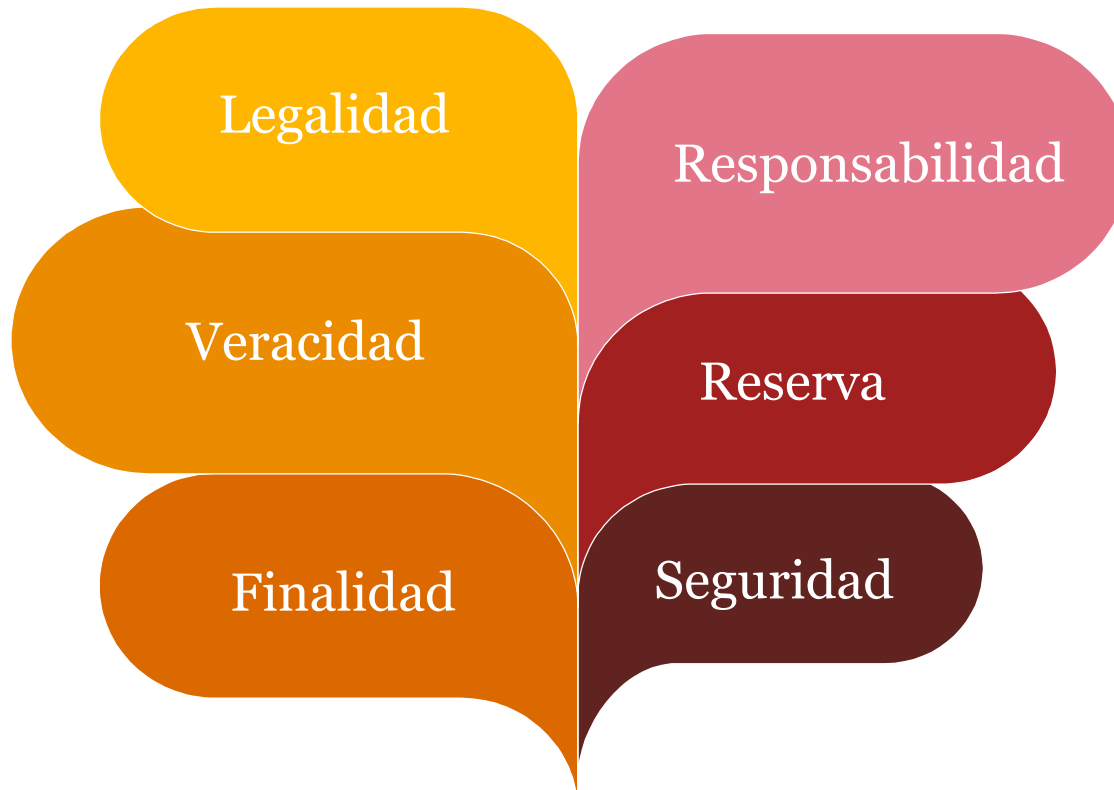 Legalidad
Veracidad
Finalidad
Responsabilidad
Reserva
Seguridad